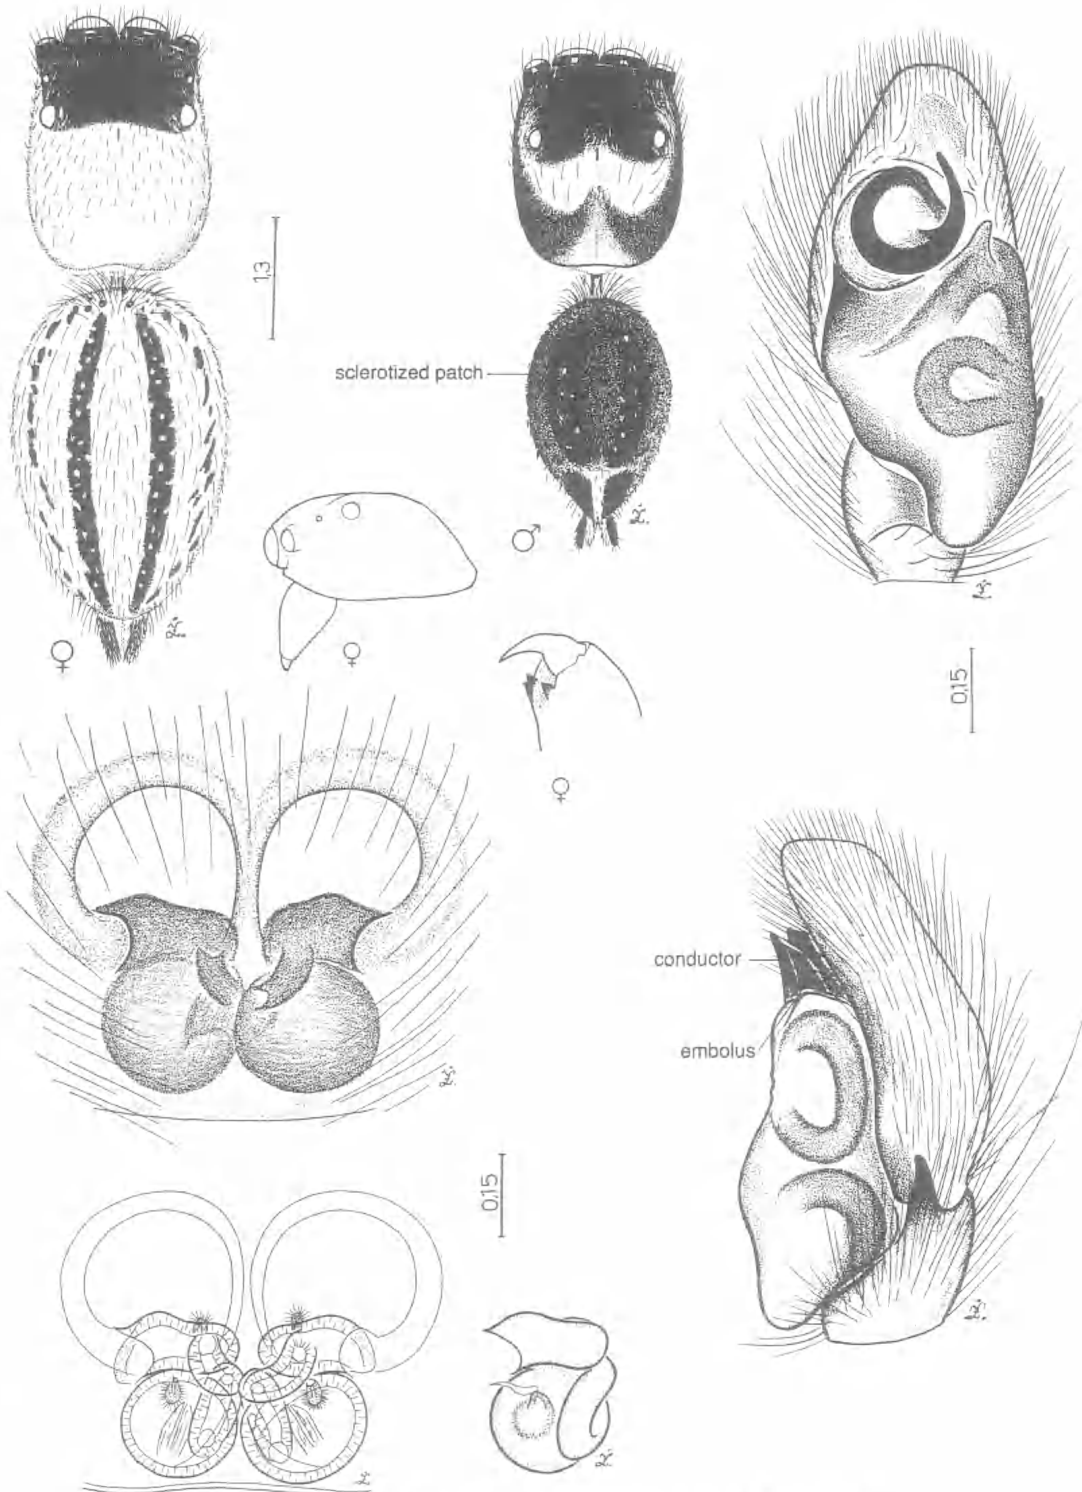 1,3
sclerotized patch
♀
♂
♀
♀
0,15
conductor
embolus
0,15